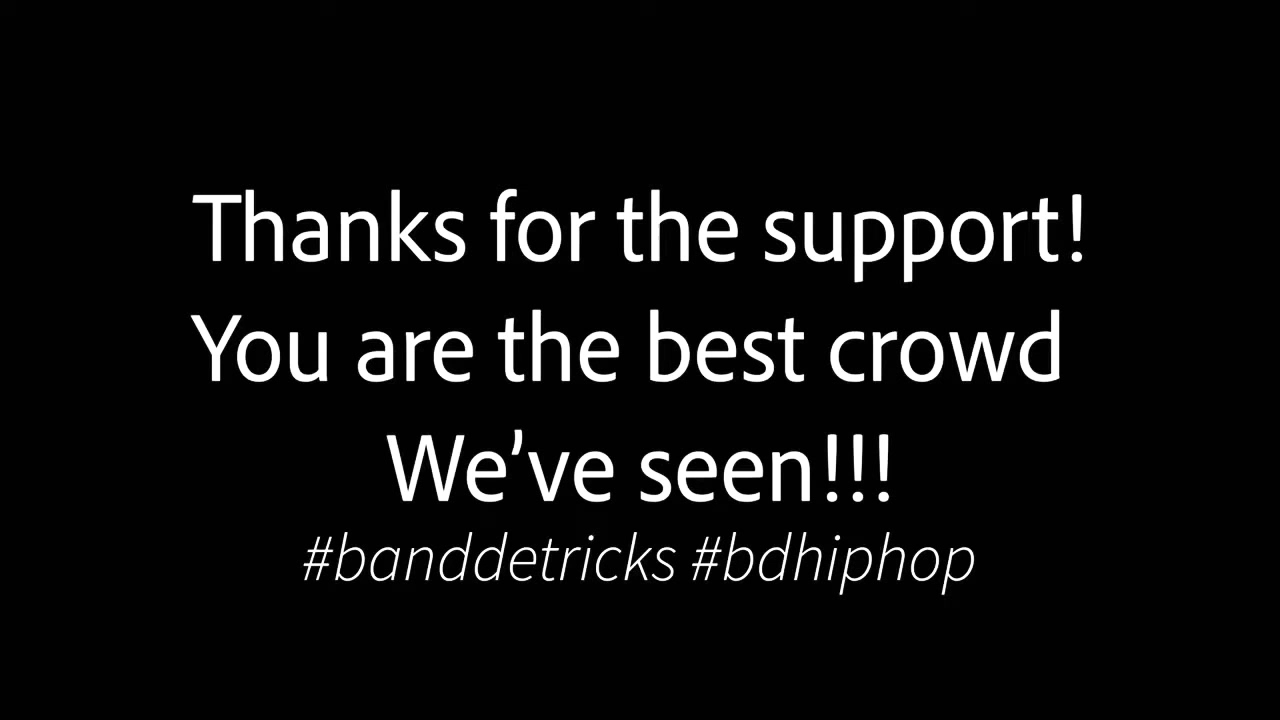 Thanks for the support!
You are the best crowd
We’ve seen!!!
#banddetricks #bdhiphop